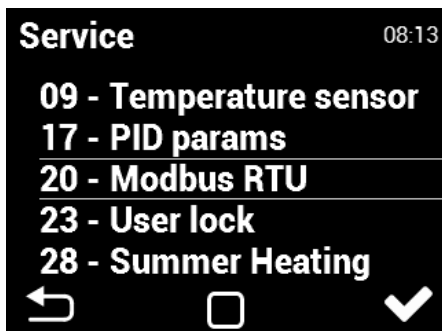 Service
08:13
09 - Temperature sensor
17 - PID params
20 - Modbus RTU
23 - User lock
28 - Summer Heating